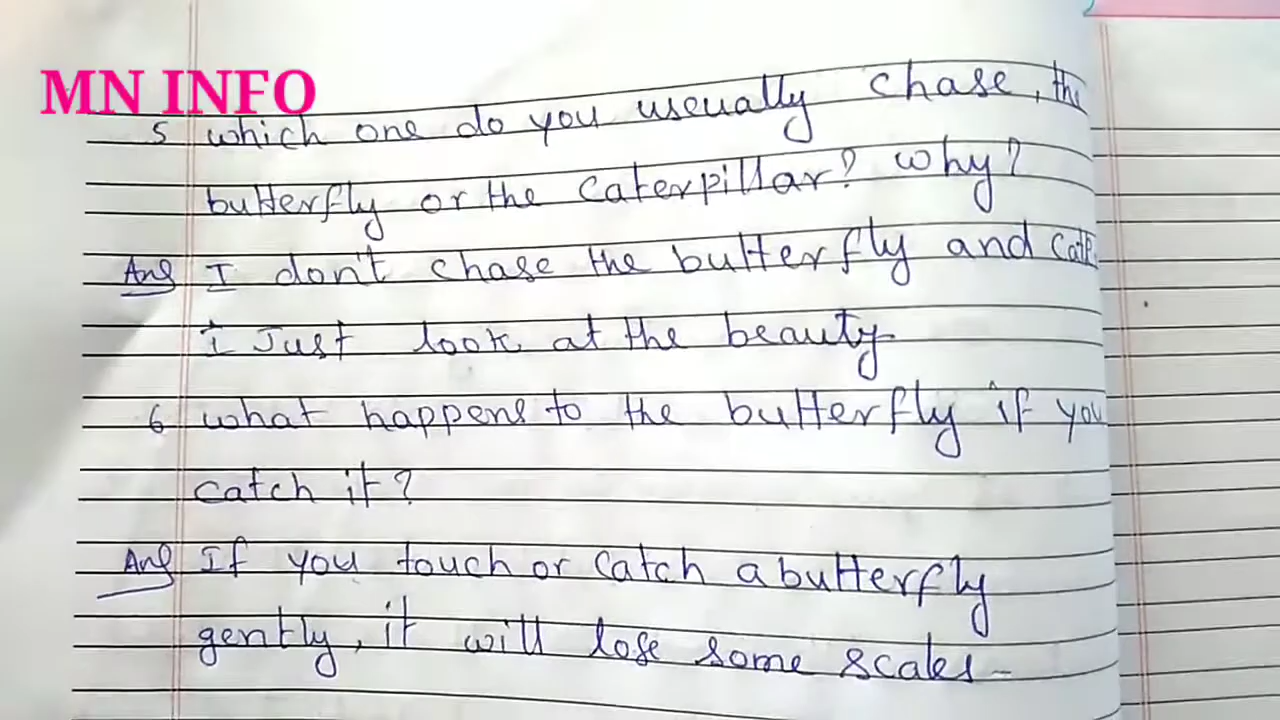 MN INFO
5 which one do you useually chase, the
butterfly or the caterpillar? why?
Ans I don't chase the butterfly and cate
i Just look at the beauty
6 what happens to the butterfly if you
catch it?
Ans If you touch or catch a butterfly
gently, it will lose some scales-